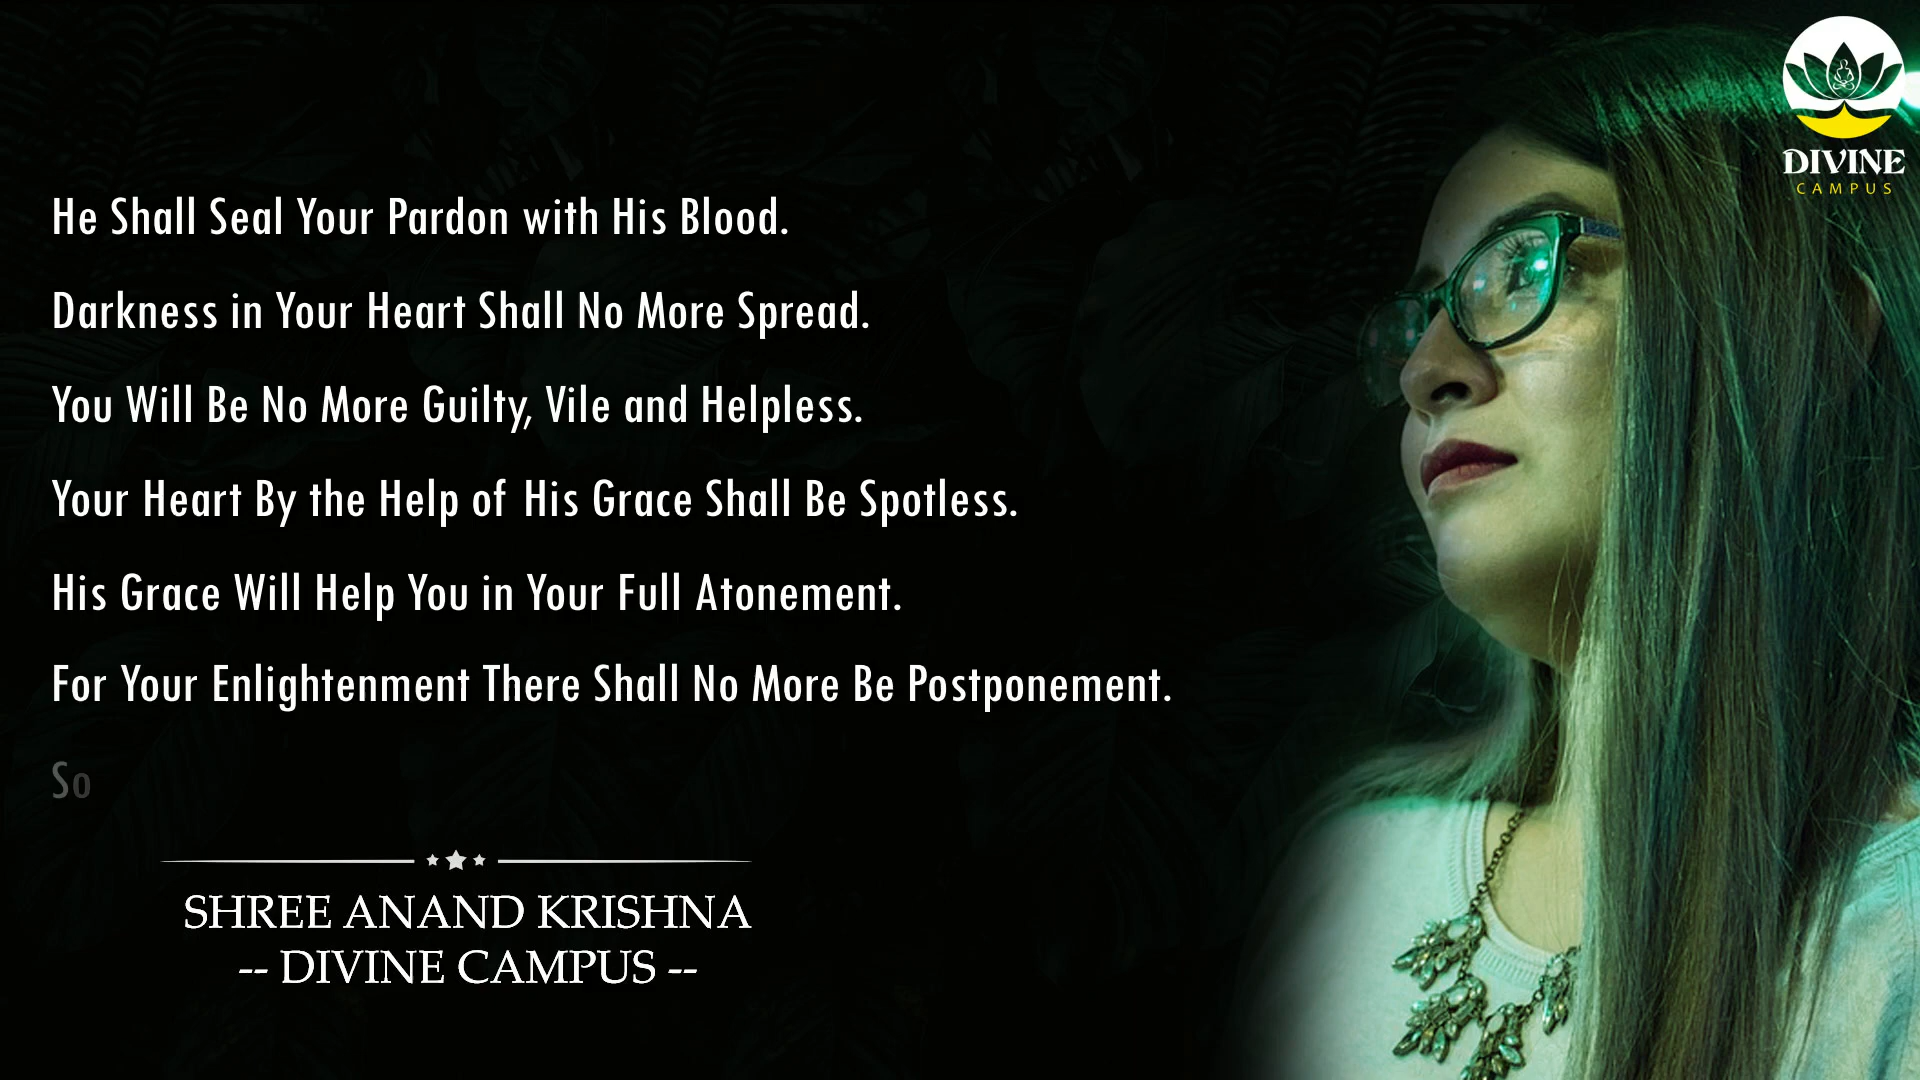 He Shall Seal Your Pardon with His Blood.
Darkness in Your Heart Shall No More Spread.
You Will Be No More Guilty, Vile and Helpless.
Your Heart By the Help of His Grace Shall Be Spotless.
His Grace Will Help You in Your Full Atonement.
For Your Enlightenment There Shall No More Be Postponement.
So
SHREE ANAND KRISHNA
-- DIVINE CAMPUS --
DIVINE
CAMPUS